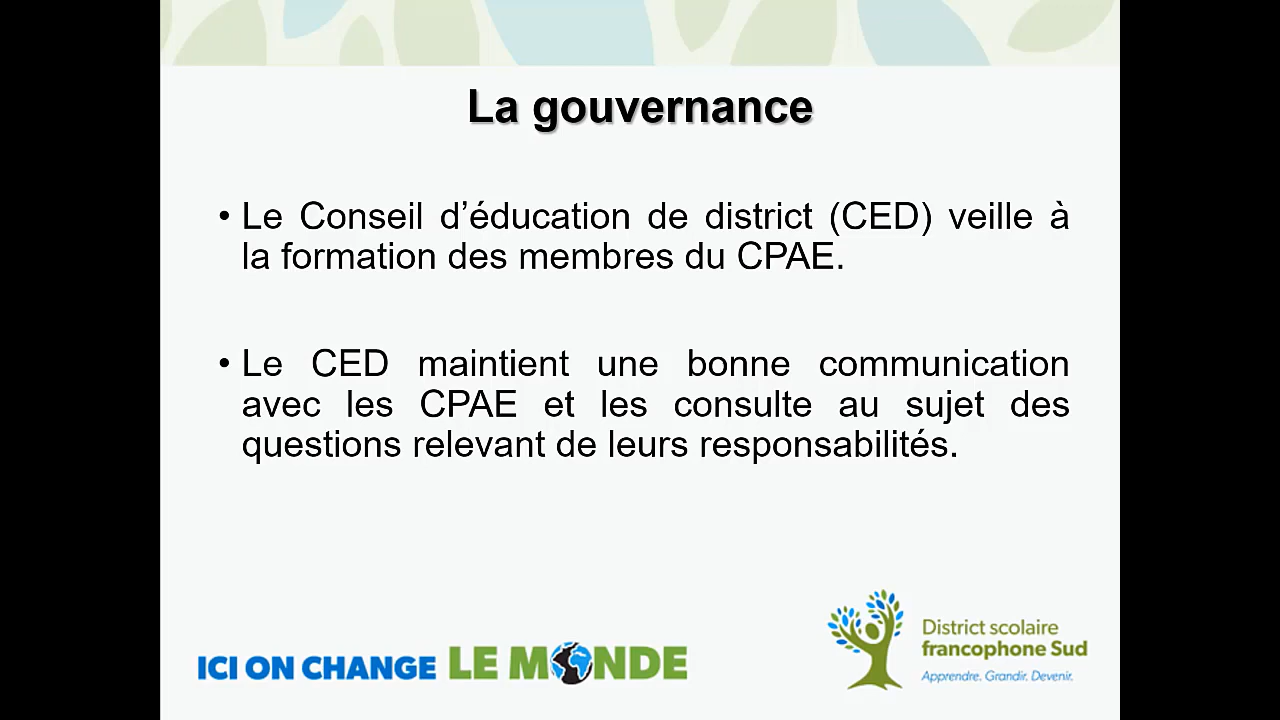 La gouvernance
• Le Conseil d’éducation de district (CED) veille à
la formation des membres du CPAE.
• Le CED maintient une bonne communication
avec les CPAE et les consulte au sujet des
questions relevant de leurs responsabilités.
ICI ON CHANGE LE MONDE
District scolaire
francophone Sud
Apprendre. Grandir. Devenir.